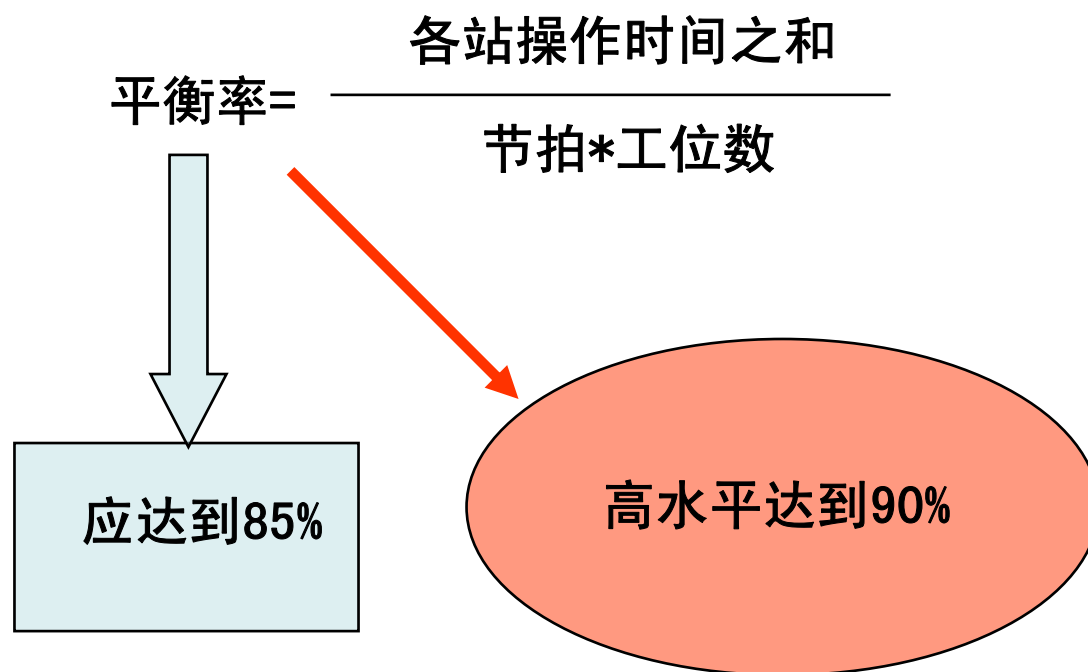 各站操作时间之和
平衡率=
节拍*工位数
应达到85%
高水平达到90%